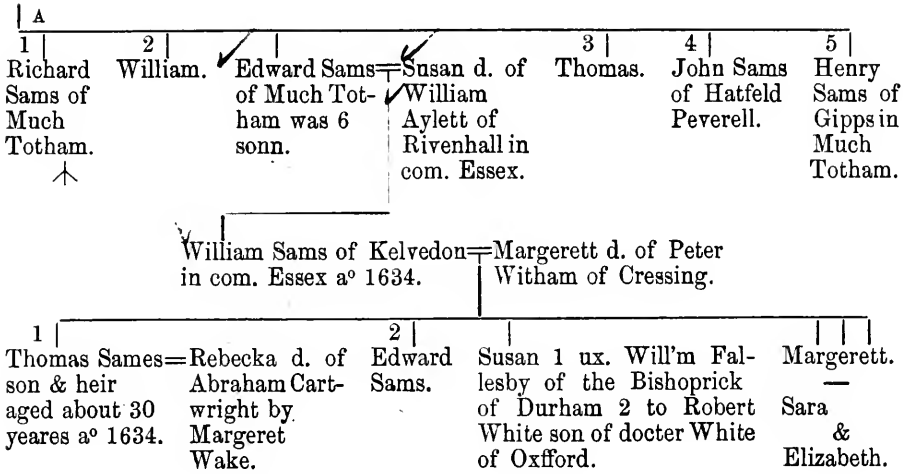 A
1
Richard
Sams of
Much
Totham.
2
William.
Edward Sams
of Much Tot-
ham was 6
sonn.
Susan d. of
William
Aylett of
Rivenhall in
com. Essex.
3
Thomas.
4
John Sams
of Hatfeld
Peverell.
5
Henry
Sams of
Gipps in
Much
Totham.
William Sams of Kelvedon
in com. Essex aº 1634.
Margerett d. of Peter
Witham of Cressing.
1
Thomas Sames
son & heir
aged about 30
yeares aº 1634.
Rebecka d. of
Abraham Cart-
wright by
Margeret
Wake.
2
Edward
Sams.
Susan 1 ux. Will'm Fal-
lesby of the Bishoprick
of Durham 2 to Robert
White son of docter White
of Oxfford.
Margerett.
—
Sara
&
Elizabeth.